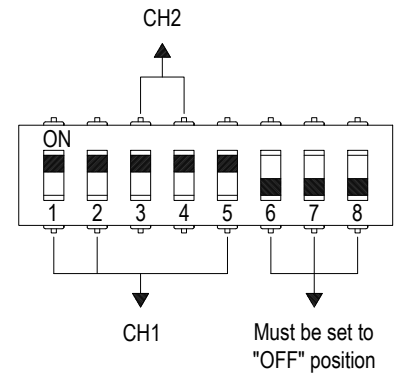 CH2
ON
1 2 3 4 5 6 7 8
CH1
Must be set to
"OFF" position